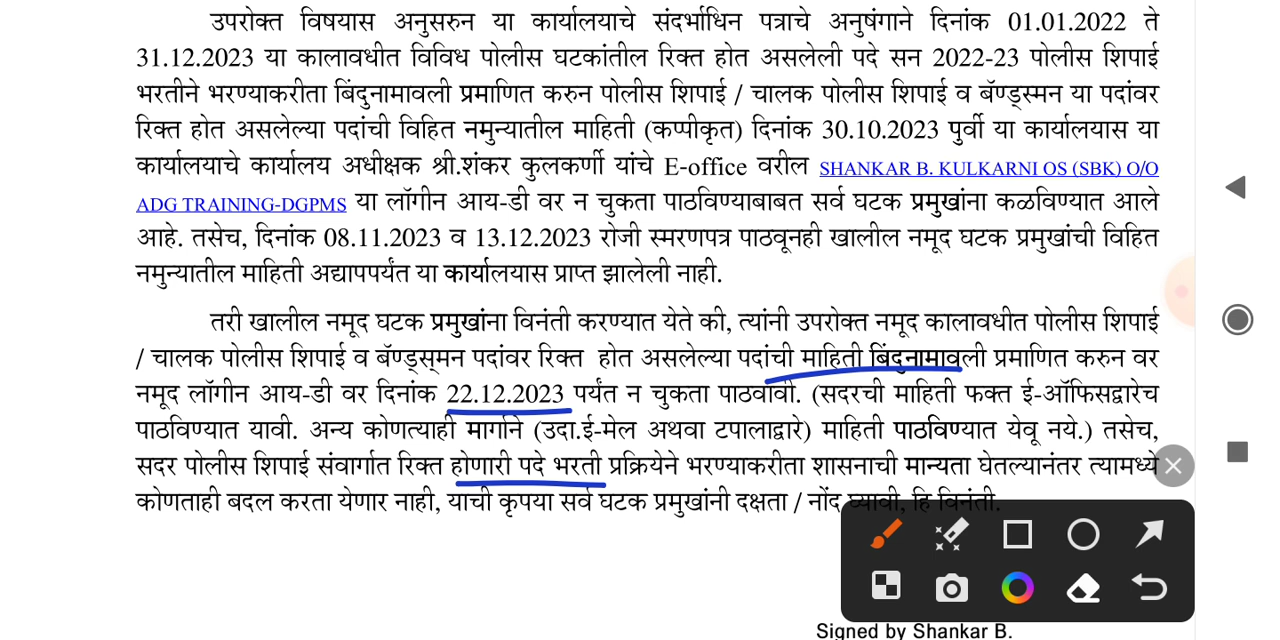 उपरोक्त विषयास अनुसरुन या कार्यालयाचे संदर्भाधिन पत्राचे अनुषंगाने दिनांक 01.01.2022 ते
31.12.2023 या कालावधीत विविध पोलीस घटकांतील रिक्त होत असलेली पदे सन 2022-23 पोलीस शिपाई
भरतीने भरण्याकरीता बिंदुनामावली प्रमाणित करुन पोलीस शिपाई / चालक पोलीस शिपाई व बॅण्ड्स्मन या पदांवर
रिक्त होत असलेल्या पदांची विहित नमुन्यातील माहिती (कप्पीकृत) दिनांक 30.10.2023 पुर्वी या कार्यालयास या
कार्यालयाचे कार्यालय अधीक्षक श्री.शंकर कुलकर्णी यांचे E-office वरील SHANKAR B. KULKARNI OS (SBK) O/O
ADG TRAINING-DGPMS या लॉगीन आय-डी वर न चुकता पाठविण्याबाबत सर्व घटक प्रमुखांना कळविण्यात आले
आहे. तसेच, दिनांक 08.11.2023 व 13.12.2023 रोजी स्मरणपत्र पाठवूनही खालील नमूद घटक प्रमुखांची विहित
नमुन्यातील माहिती अद्यापपर्यंत या कार्यालयास प्राप्त झालेली नाही.
तरी खालील नमूद घटक प्रमुखांना विनंती करण्यात येते की, त्यांनी उपरोक्त नमूद कालावधीत पोलीस शिपाई
/ चालक पोलीस शिपाई व बॅण्ड्स्मन पदांवर रिक्त होत असलेल्या पदांची माहिती बिंदुनामावली प्रमाणित करुन वर
नमूद लॉगीन आय-डी वर दिनांक 22.12.2023 पर्यंत न चुकता पाठवावी. (सदरची माहिती फक्त ई-ऑफिसद्वारेच
पाठविण्यात यावी. अन्य कोणत्याही मार्गाने (उदा.ई-मेल अथवा टपालाद्वारे) माहिती पाठविण्यात येवू नये.) तसेच,
सदर पोलीस शिपाई संवार्गात रिक्त होणारी पदे भरती प्रक्रियेने भरण्याकरीता शासनाची मान्यता घेतल्यानंतर त्यामध्ये
कोणताही बदल करता येणार नाही, याची कृपया सर्व घटक प्रमुखांनी दक्षता / नोंद घ्यावी, हि विनंती.
Signed by Shankar B.